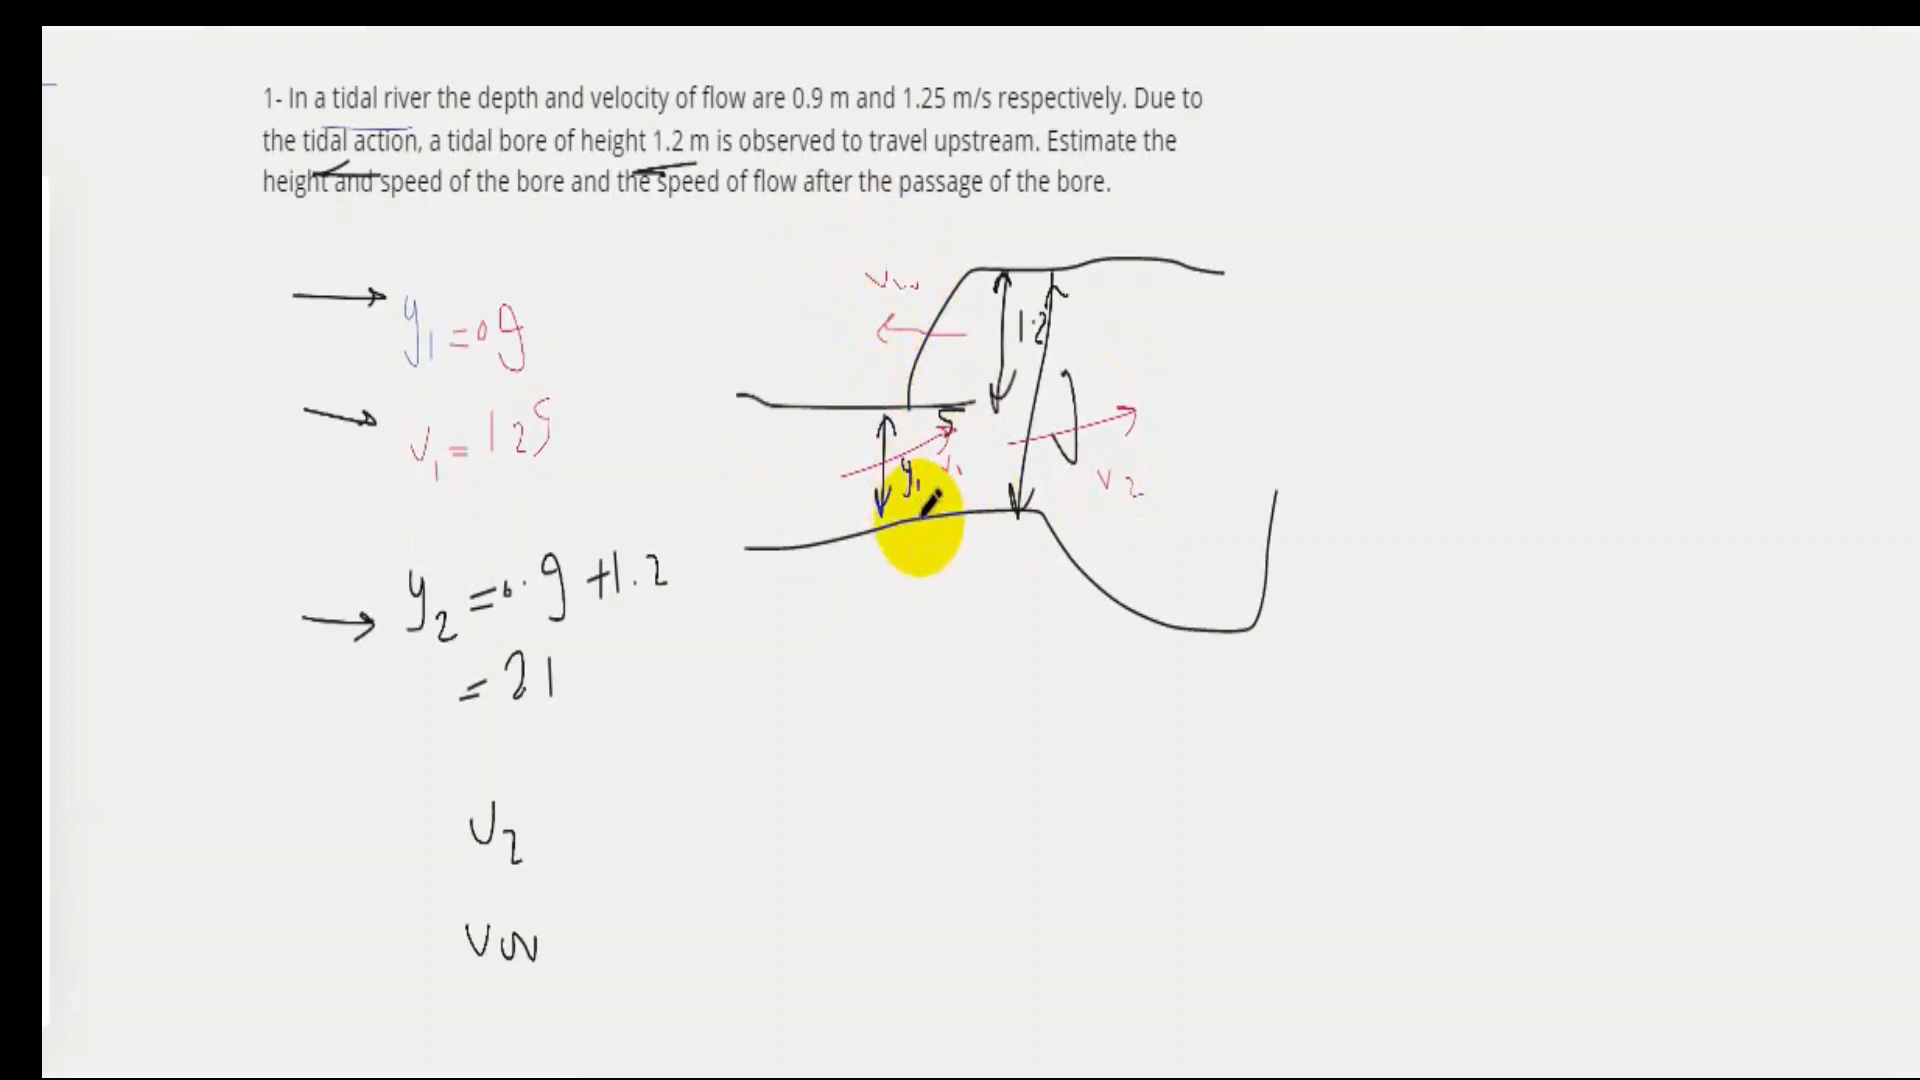 1- In a tidal river the depth and velocity of flow are 0.9 m and 1.25 m/s respectively. Due to
the tidal action, a tidal bore of height 1.2 m is observed to travel upstream. Estimate the
height and speed of the bore and the speed of flow after the passage of the bore.
y1 = 0 9
v1 = 1 25
y2 = 0.9 + 1.2
= 2 1
v2
vw
vw
1.2
y1
v1
v2